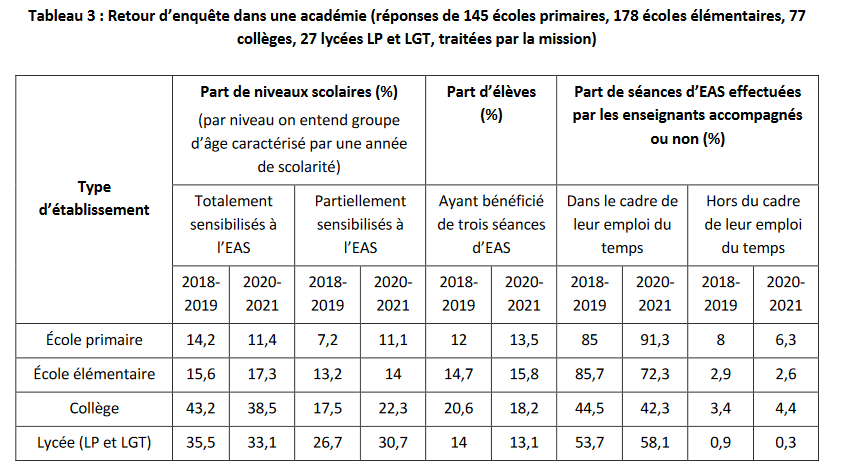 Tableau 3 : Retour d’enquête dans une académie (réponses de 145 écoles primaires, 178 écoles élémentaires, 77
collèges, 27 lycées LP et LGT, traitées par la mission)
Type
d’établissement
Part de niveaux scolaires (%)
(par niveau on entend groupe
d’âge caractérisé par une année
de scolarité)
Part d’élèves
(%)
Part de séances d’EAS effectuées
par les enseignants accompagnés
ou non (%)
Totalement
sensibilisés à
l’EAS
Partiellement
sensibilisés à
l’EAS
Ayant bénéficié
de trois séances
d’EAS
Dans le cadre de
leur emploi du
temps
Hors du cadre
de leur emploi
du temps
2018-2019 2020-2021 2018-2019 2020-2021 2018-2019 2020-2021 2018-2019 2020-2021 2018-2019 2020-2021
École primaire 14,2 11,4 7,2 11,1 12 13,5 85 91,3 8 6,3
École élémentaire 15,6 17,3 13,2 14 14,7 15,8 85,7 72,3 2,9 2,6
Collège 43,2 38,5 17,5 22,3 20,6 18,2 44,5 42,3 3,4 4,4
Lycée (LP et LGT) 35,5 33,1 26,7 30,7 14 13,1 53,7 58,1 0,9 0,3